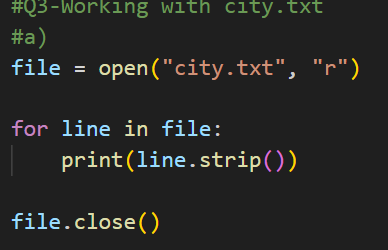 #Q3-Working with city.txt
#a)
file = open("city.txt", "r")
for line in file:
    print(line.strip())
file.close()